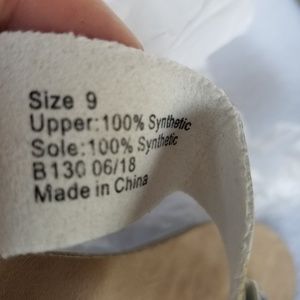 Size 9
Upper:100% Synthetic
Sole:100% Synthetic
B130 06/18
Made in China